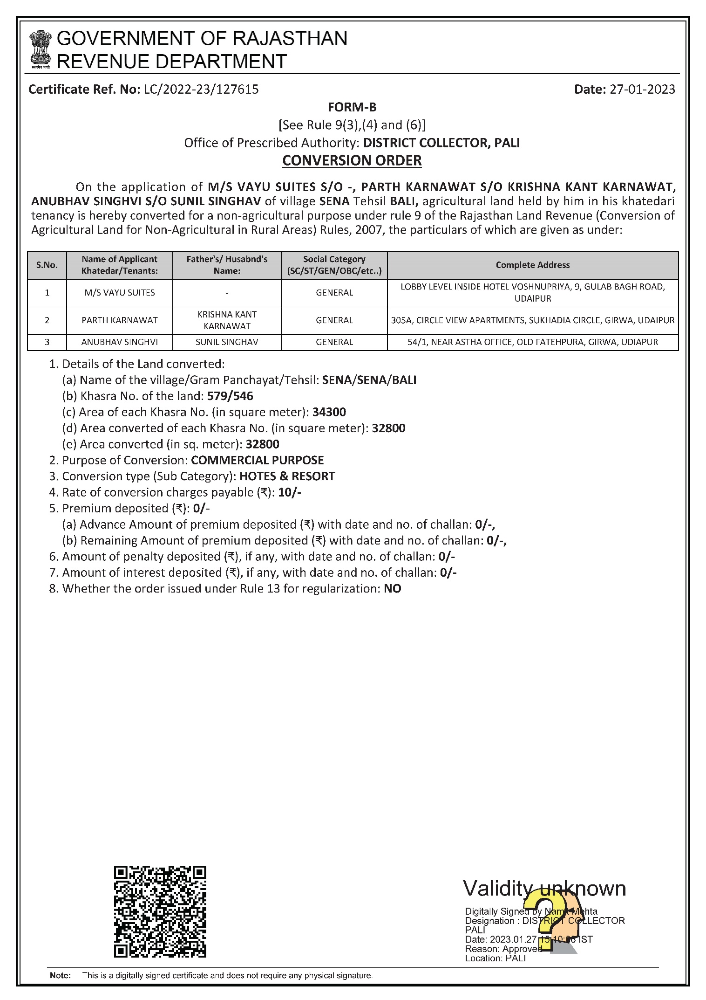 GOVERNMENT OF RAJASTHAN
REVENUE DEPARTMENT
सत्यमेव जयते
Certificate Ref. No: LC/2022-23/127615 Date: 27-01-2023
FORM-B
[See Rule 9(3),(4) and (6)]
Office of Prescribed Authority: DISTRICT COLLECTOR, PALI
CONVERSION ORDER
On the application of M/S VAYU SUITES S/O -, PARTH KARNAWAT S/O KRISHNA KANT KARNAWAT,
ANUBHAV SINGHVI S/O SUNIL SINGHAV of village SENA Tehsil BALI, agricultural land held by him in his khatedari
tenancy is hereby converted for a non-agricultural purpose under rule 9 of the Rajasthan Land Revenue (Conversion of
Agricultural Land for Non-Agricultural in Rural Areas) Rules, 2007, the particulars of which are given as under:
S.No. Name of Applicant Khatedar/Tenants: Father's/ Husabnd's Name: Social Category (SC/ST/GEN/OBC/etc..) Complete Address
1 M/S VAYU SUITES - GENERAL LOBBY LEVEL INSIDE HOTEL VOSHNUPRIYA, 9, GULAB BAGH ROAD, UDAIPUR
2 PARTH KARNAWAT KRISHNA KANT KARNAWAT GENERAL 305A, CIRCLE VIEW APARTMENTS, SUKHADIA CIRCLE, GIRWA, UDAIPUR
3 ANUBHAV SINGHVI SUNIL SINGHAV GENERAL 54/1, NEAR ASTHA OFFICE, OLD FATEHPURA, GIRWA, UDIAPUR
1. Details of the Land converted:
(a) Name of the village/Gram Panchayat/Tehsil: SENA/SENA/BALI
(b) Khasra No. of the land: 579/546
(c) Area of each Khasra No. (in square meter): 34300
(d) Area converted of each Khasra No. (in square meter): 32800
(e) Area converted (in sq. meter): 32800
2. Purpose of Conversion: COMMERCIAL PURPOSE
3. Conversion type (Sub Category): HOTES & RESORT
4. Rate of conversion charges payable (₹): 10/-
5. Premium deposited (₹): 0/-
(a) Advance Amount of premium deposited (₹) with date and no. of challan: 0/-,
(b) Remaining Amount of premium deposited (₹) with date and no. of challan: 0/-,
6. Amount of penalty deposited (₹), if any, with date and no. of challan: 0/-
7. Amount of interest deposited (₹), if any, with date and no. of challan: 0/-
8. Whether the order issued under Rule 13 for regularization: NO
Validity unknown
Digitally Signed by Namit Mehta
Designation : DISTRICT COLLECTOR
PALI
Date: 2023.01.27 15:10:06 IST
Reason: Approved
Location: PALI
Note: This is a digitally signed certificate and does not require any physical signature.